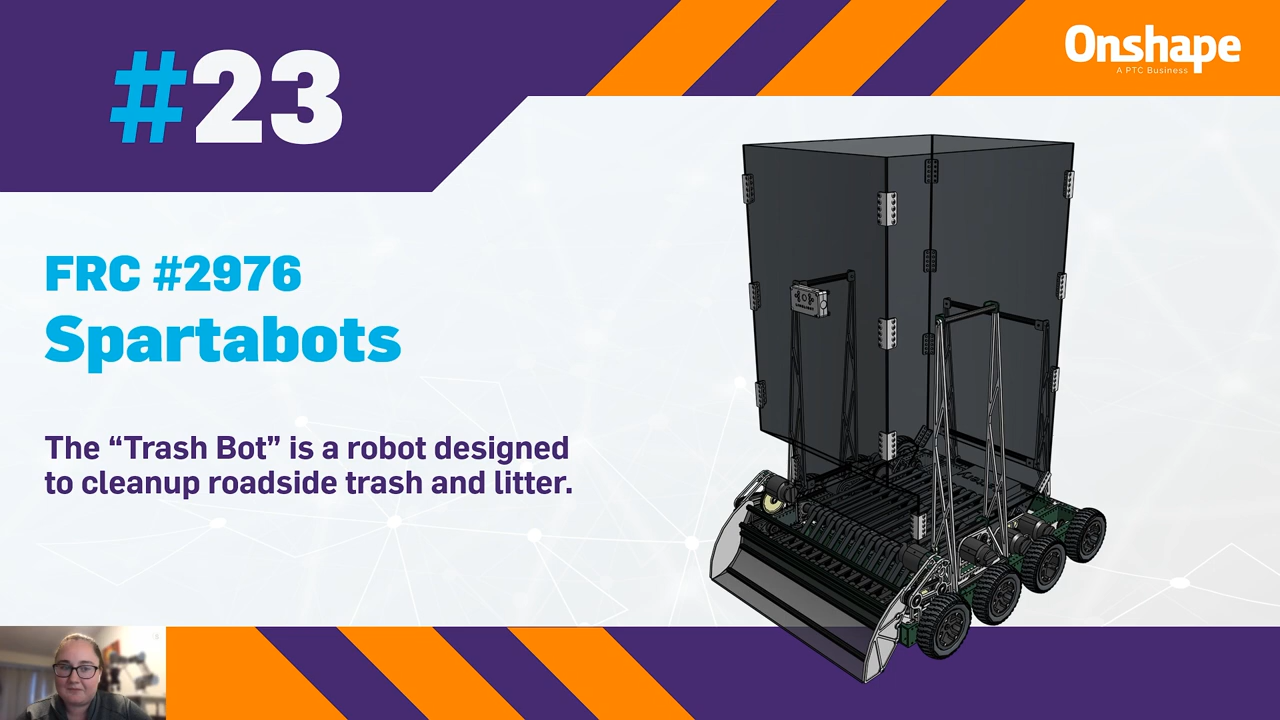 #23
Onshape
A PTC Business
FRC #2976
Spartabots
The “Trash Bot” is a robot designed
to cleanup roadside trash and litter.